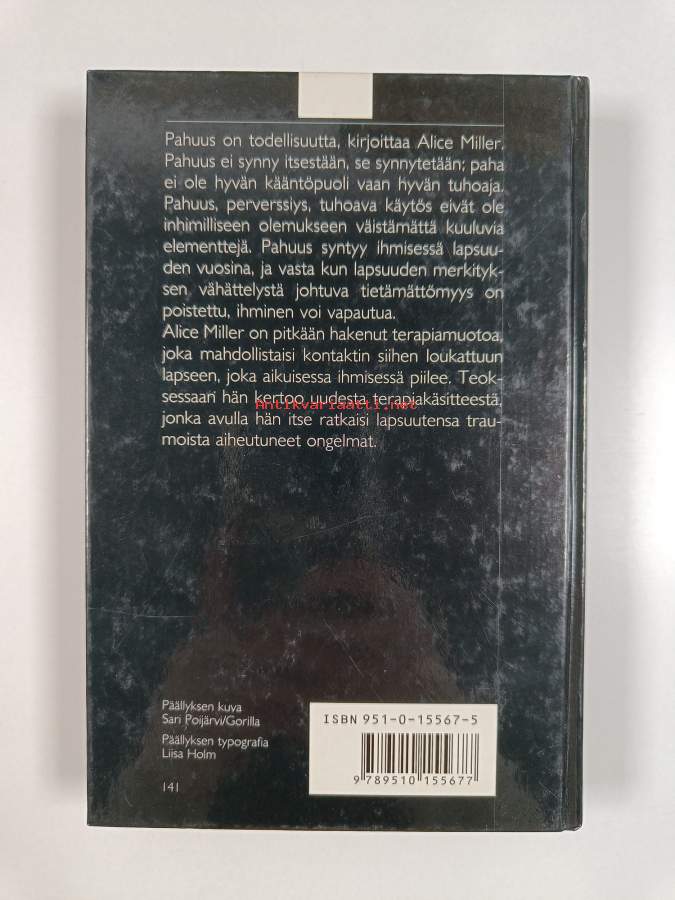 Pahuus on todellisuutta, kirjoittaa Alice Miller.
Pahuus ei synny itsestään, se synnytetään; paha
ei ole hyvän kääntöpuoli vaan hyvän tuhoaja.
Pahuus, perverssiys, tuhoava käytös eivät ole
inhimilliseen olemukseen väistämättä kuuluvia
elementtejä. Pahuus syntyy ihmisessä lapsuu-
den vuosina, ja vasta kun lapsuuden merkityk-
sen vähättelystä johtuva tietämättömyys on
poistettu, ihminen voi vapautua.
Alice Miller on pitkään hakenut terapiamuotoa,
joka mahdollistaisi kontaktin siihen loukattuun
lapseen, joka aikuisessa ihmisessä piilee. Teok-
sessaan hän kertoo uudesta terapiakäsitteestä,
Antikvariaatti.net
jonka avulla hän itse ratkaisi lapsuutensa trau-
moista aiheutuneet ongelmat.
Päällyksen kuva
Sari Poijärvi/Gorilla
Päällyksen typografia
Liisa Holm
141
ISBN 951-0-15567-5
9 789510 155677